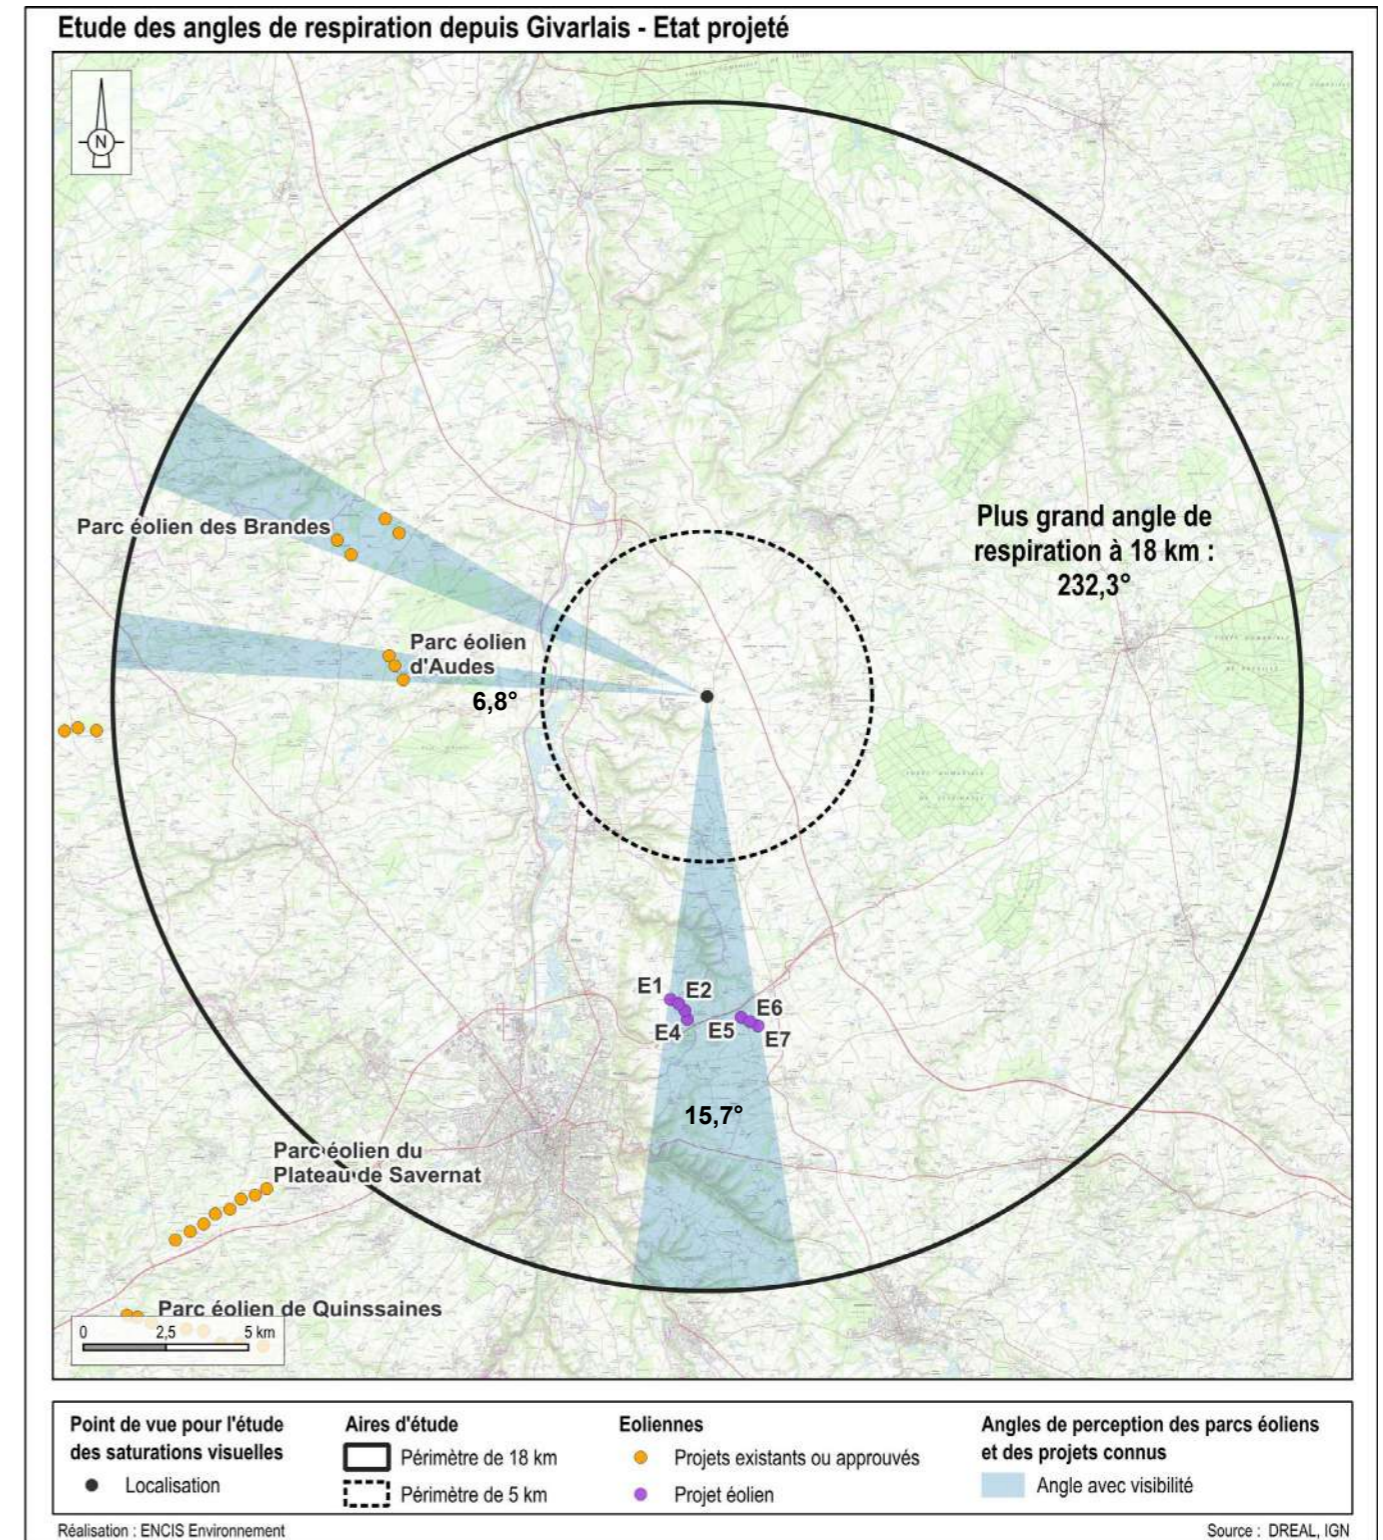 Etude des angles de respiration depuis Givarlais - Etat projeté
N
Parc éolien des Brandes
Plus grand angle de
respiration à 18 km :
232,3°
Parc éolien
d'Audes
6,8°
E1
E2
E4
E5
E6
E7
15,7°
Parc éolien du
Plateau de Savernat
Parc éolien de Quinssaines
0 2,5 5 km
Point de vue pour l'étude
des saturations visuelles
Localisation
Aires d'étude
Périmètre de 18 km
Périmètre de 5 km
Eoliennes
Projets existants ou approuvés
Projet éolien
Angles de perception des parcs éoliens
et des projets connus
Angle avec visibilité
Réalisation : ENCIS Environnement
Source : DREAL, IGN